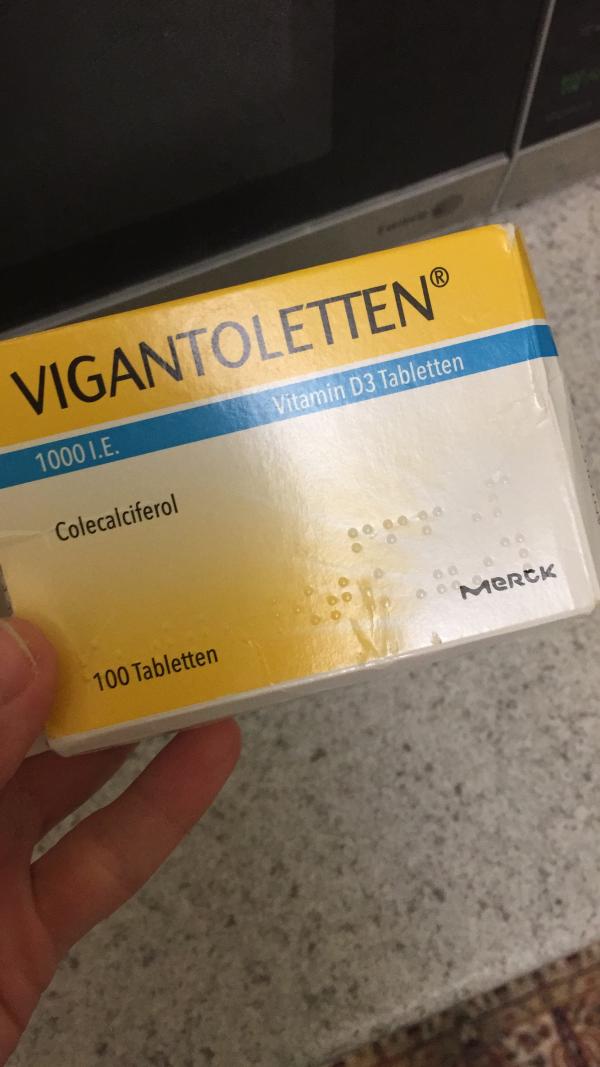 VIGANTOLETTEN®
1000 I.E.
Vitamin D3 Tabletten
Colecalciferol
MERCK
100 Tabletten